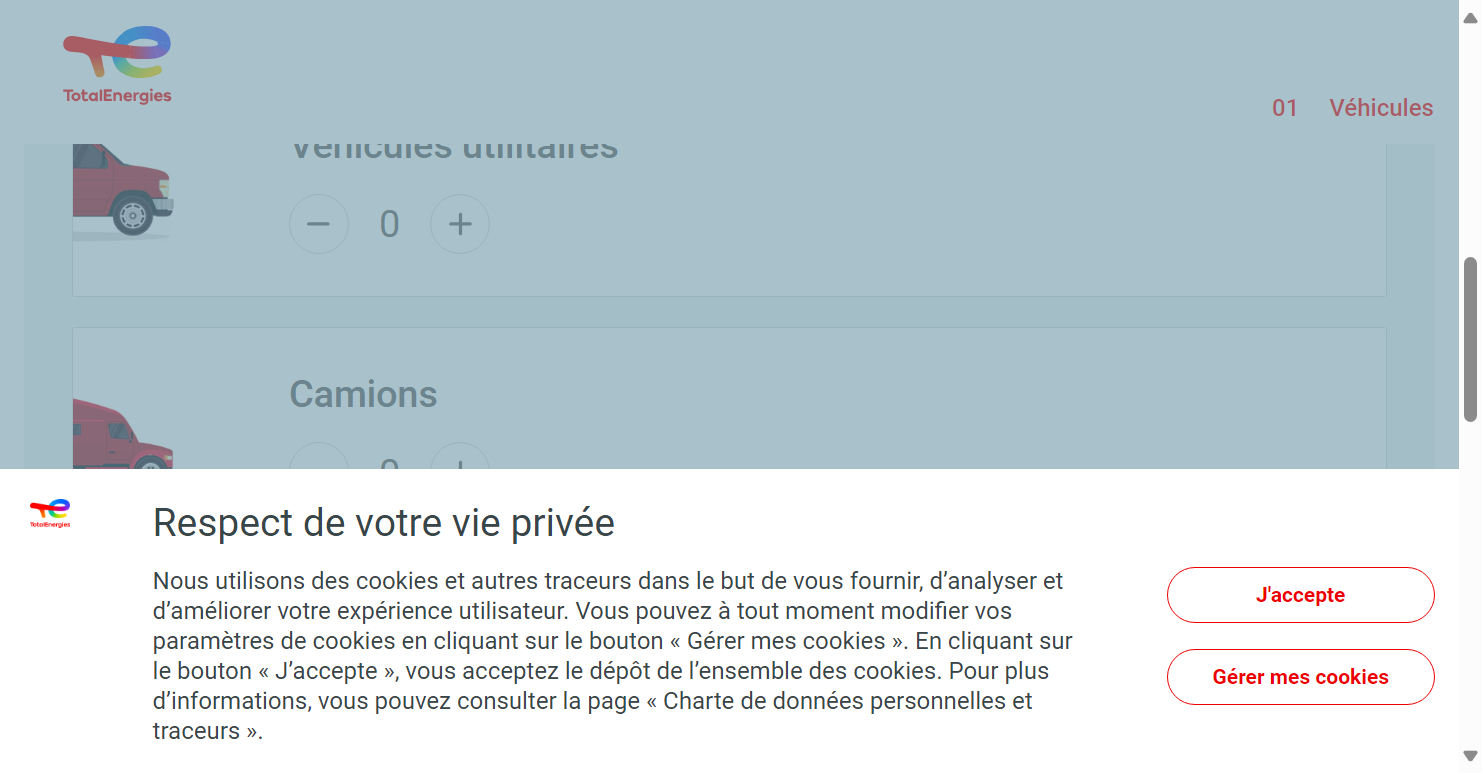 TotalEnergies
01 Véhicules
Véhicules utilitaires
0
Camions
0
TotalEnergies
Respect de votre vie privée
Nous utilisons des cookies et autres traceurs dans le but de vous fournir, d’analyser et
d’améliorer votre expérience utilisateur. Vous pouvez à tout moment modifier vos
paramètres de cookies en cliquant sur le bouton « Gérer mes cookies ». En cliquant sur
le bouton « J’accepte », vous acceptez le dépôt de l’ensemble des cookies. Pour plus
d’informations, vous pouvez consulter la page « Charte de données personnelles et
traceurs ».
J'accepte
Gérer mes cookies